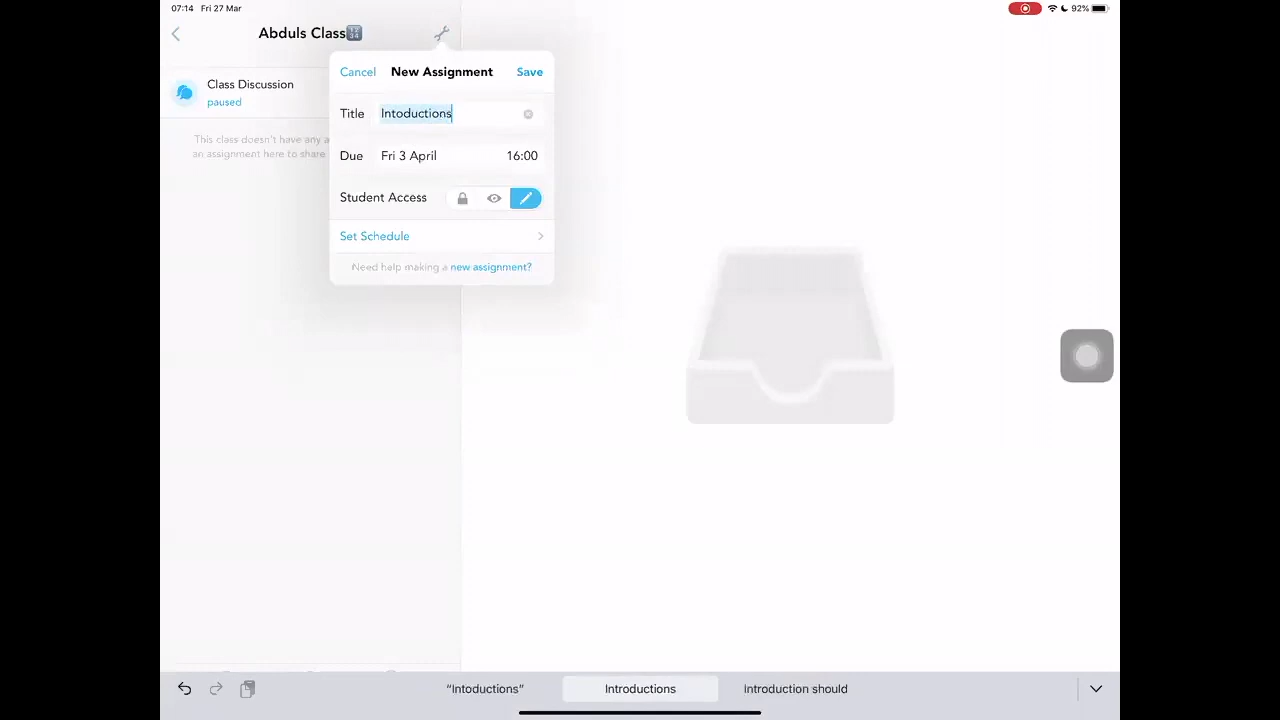 07:14 Fri 27 Mar
92%
Abduls Class
Cancel New Assignment Save
Class Discussion
paused
Title Intoductions
This class doesn't have any a
an assignment here to share
Due Fri 3 April 16:00
Student Access
Set Schedule
Need help making a new assignment?
"Intoductions" Introductions Introduction should